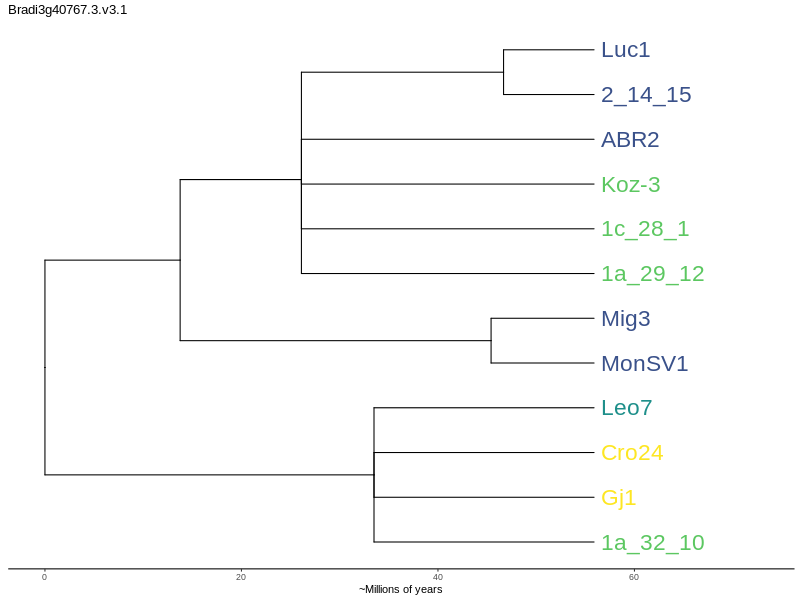 Bradi3g40767.3.v3.1
Luc1
2_14_15
ABR2
Koz-3
1c_28_1
1a_29_12
Mig3
MonSV1
Leo7
Cro24
Gj1
1a_32_10
0 20 40 60
~Millions of years